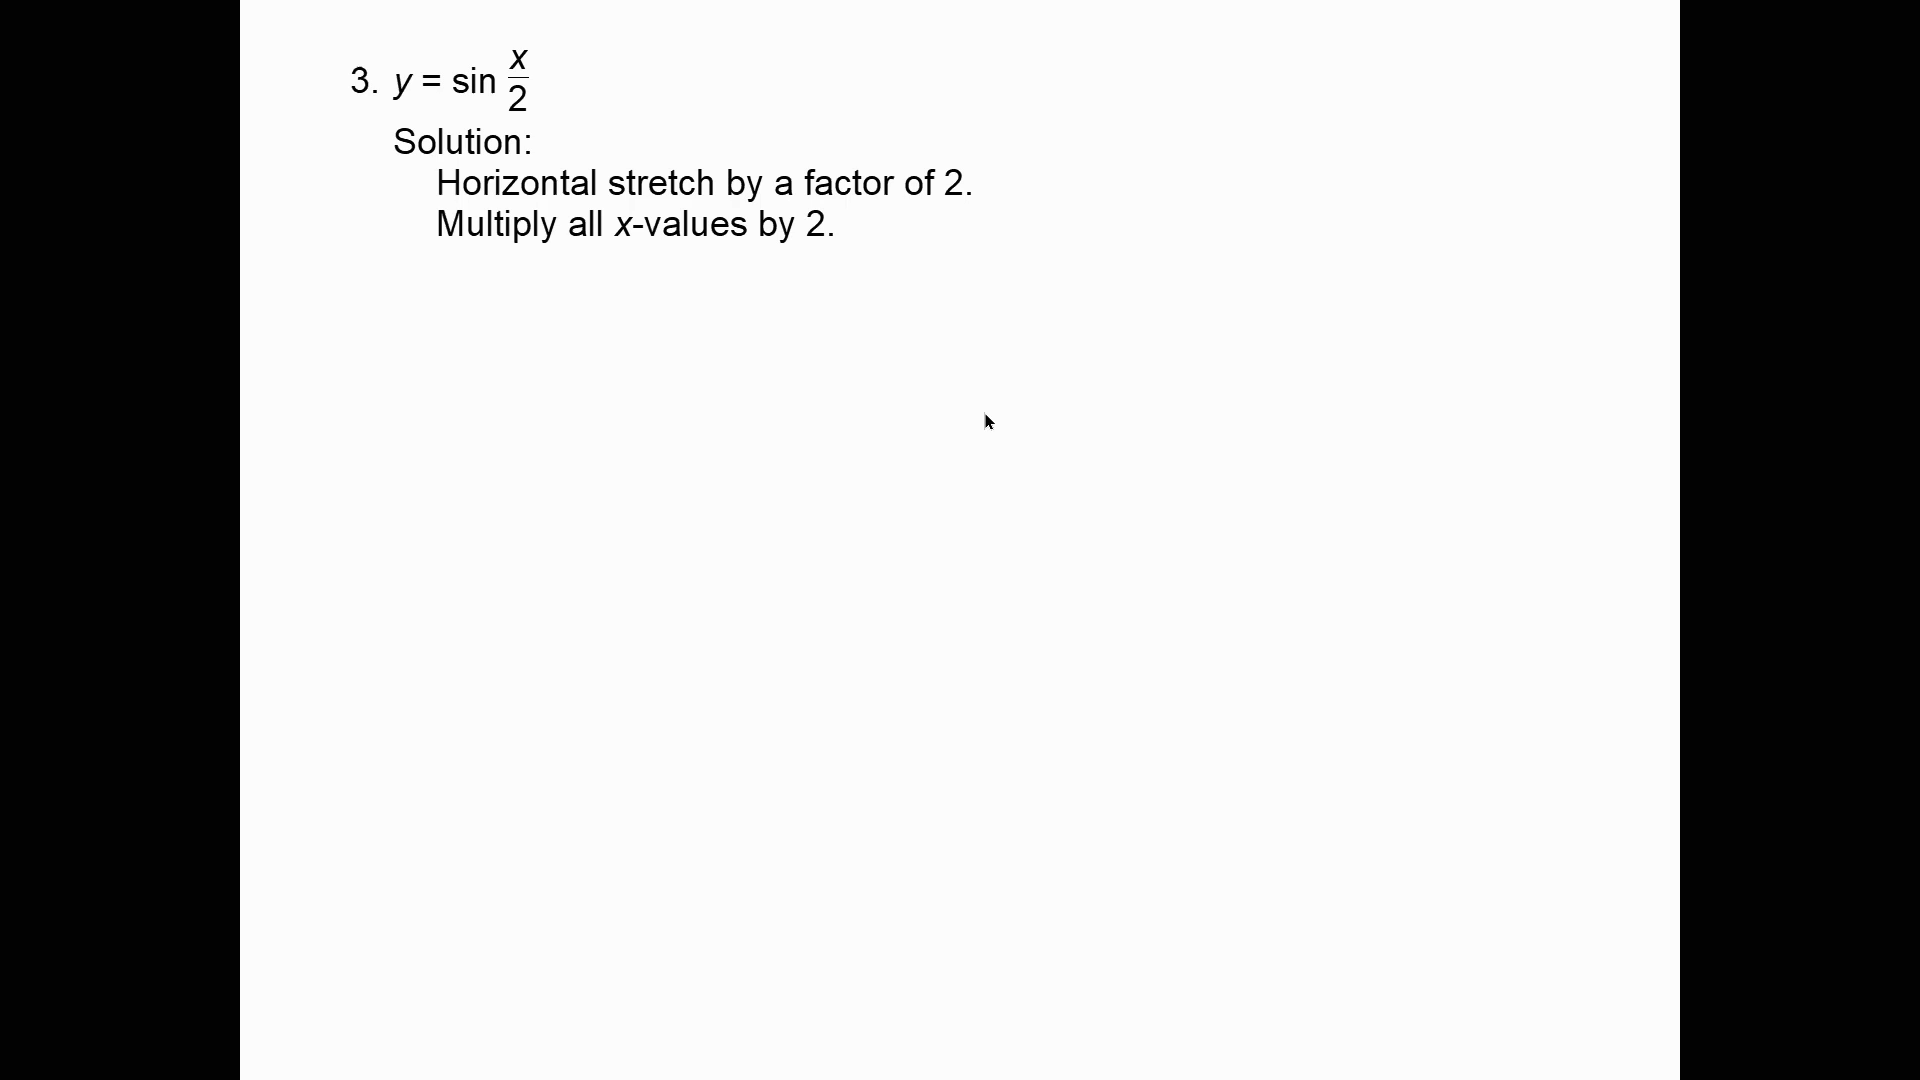 3. y = sin x/2
Solution:
Horizontal stretch by a factor of 2.
Multiply all x-values by 2.